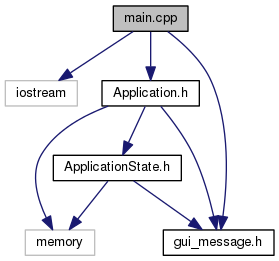 main.cpp
iostream
Application.h
ApplicationState.h
memory
gui_message.h